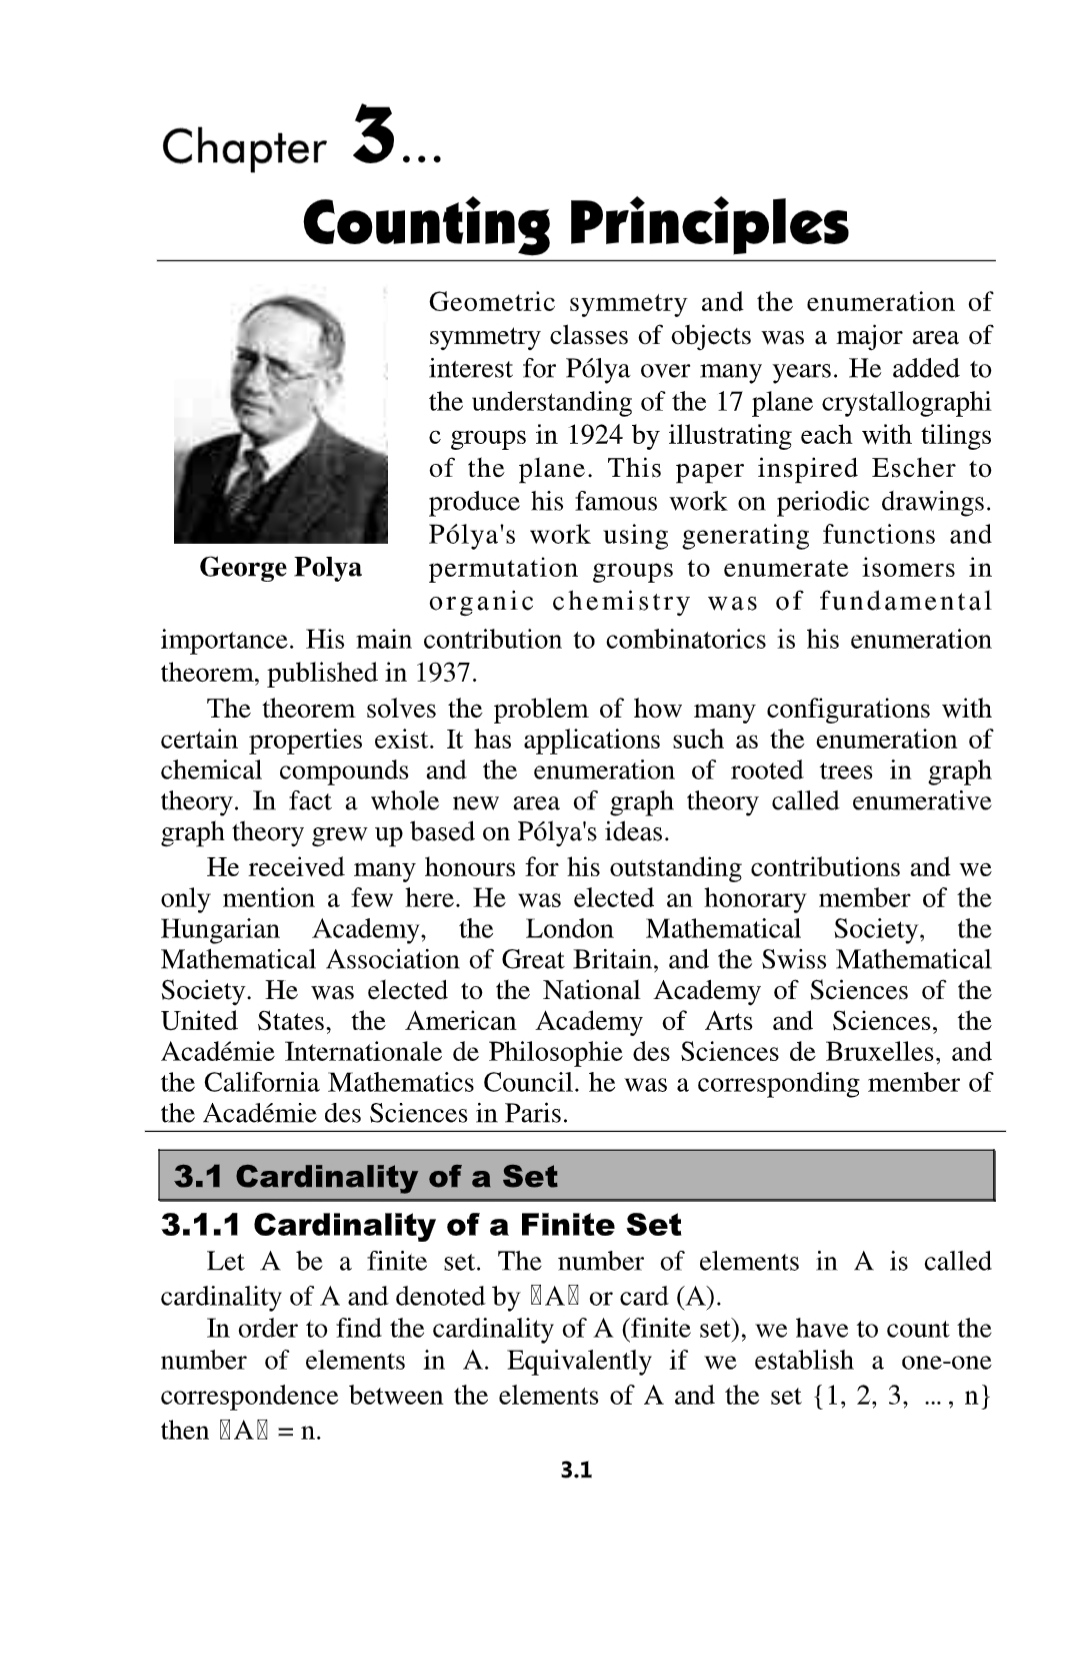 Chapter 3...
Counting Principles
Geometric symmetry and the enumeration of
symmetry classes of objects was a major area of
interest for Pólya over many years. He added to
the understanding of the 17 plane crystallographi
c groups in 1924 by illustrating each with tilings
of the plane. This paper inspired Escher to
produce his famous work on periodic drawings.
Pólya's work using generating functions and
permutation groups to enumerate isomers in
organic chemistry was of fundamental
George Polya
importance. His main contribution to combinatorics is his enumeration
theorem, published in 1937.
The theorem solves the problem of how many configurations with
certain properties exist. It has applications such as the enumeration of
chemical compounds and the enumeration of rooted trees in graph
theory. In fact a whole new area of graph theory called enumerative
graph theory grew up based on Pólya's ideas.
He received many honours for his outstanding contributions and we
only mention a few here. He was elected an honorary member of the
Hungarian Academy, the London Mathematical Society, the
Mathematical Association of Great Britain, and the Swiss Mathematical
Society. He was elected to the National Academy of Sciences of the
United States, the American Academy of Arts and Sciences, the
Académie Internationale de Philosophie des Sciences de Bruxelles, and
the California Mathematics Council. he was a corresponding member of
the Académie des Sciences in Paris.
3.1 Cardinality of a Set
3.1.1 Cardinality of a Finite Set
Let A be a finite set. The number of elements in A is called
cardinality of A and denoted by 〿A〿 or card (A).
In order to find the cardinality of A (finite set), we have to count the
number of elements in A. Equivalently if we establish a one-one
correspondence between the elements of A and the set {1, 2, 3, ... , n}
then 〿A〿 = n.
3.1